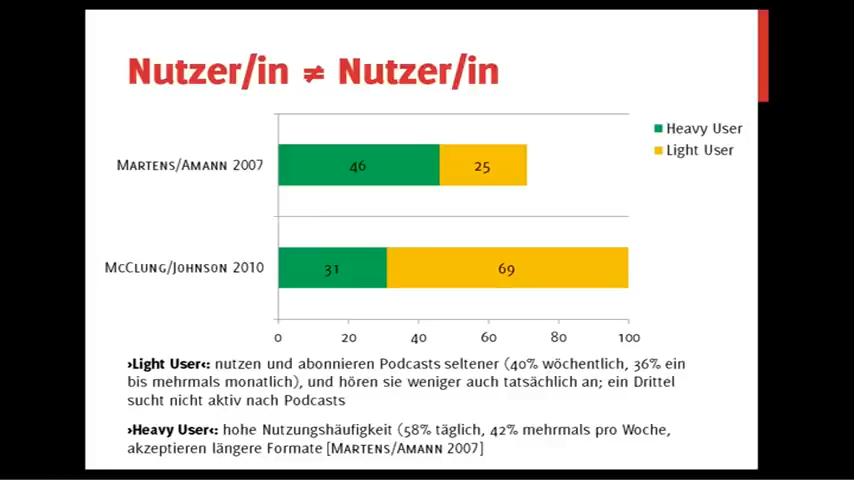 Nutzer/in ≠ Nutzer/in
Heavy User
Light User
Martens/Amann 2007
46 25
McClung/Johnson 2010
31 69
0 20 40 60 80 100
›Light User‹: nutzen und abonnieren Podcasts seltener (40% wöchentlich, 36% ein
bis mehrmals monatlich), und hören sie weniger auch tatsächlich an; ein Drittel
sucht nicht aktiv nach Podcasts
›Heavy User‹: hohe Nutzungshäufigkeit (58% täglich, 42% mehrmals pro Woche,
akzeptieren längere Formate [Martens/Amann 2007]